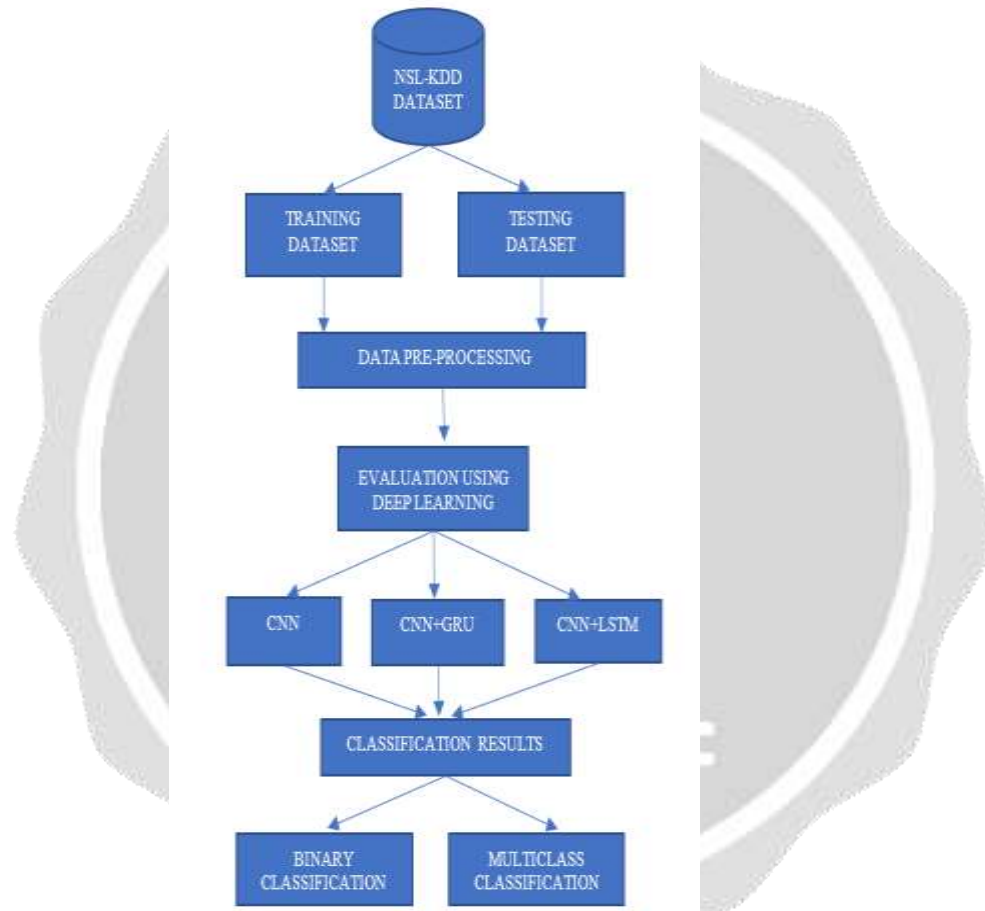 NSL-KDD
DATASET
TRAINING
DATASET
TESTING
DATASET
DATA PRE-PROCESSING
EVALUATION USING
DEEP LEARNING
CNN
CNN+GRU
CNN+LSTM
CLASSIFICATION RESULTS
BINARY
CLASSIFICATION
MULTICLASS
CLASSIFICATION